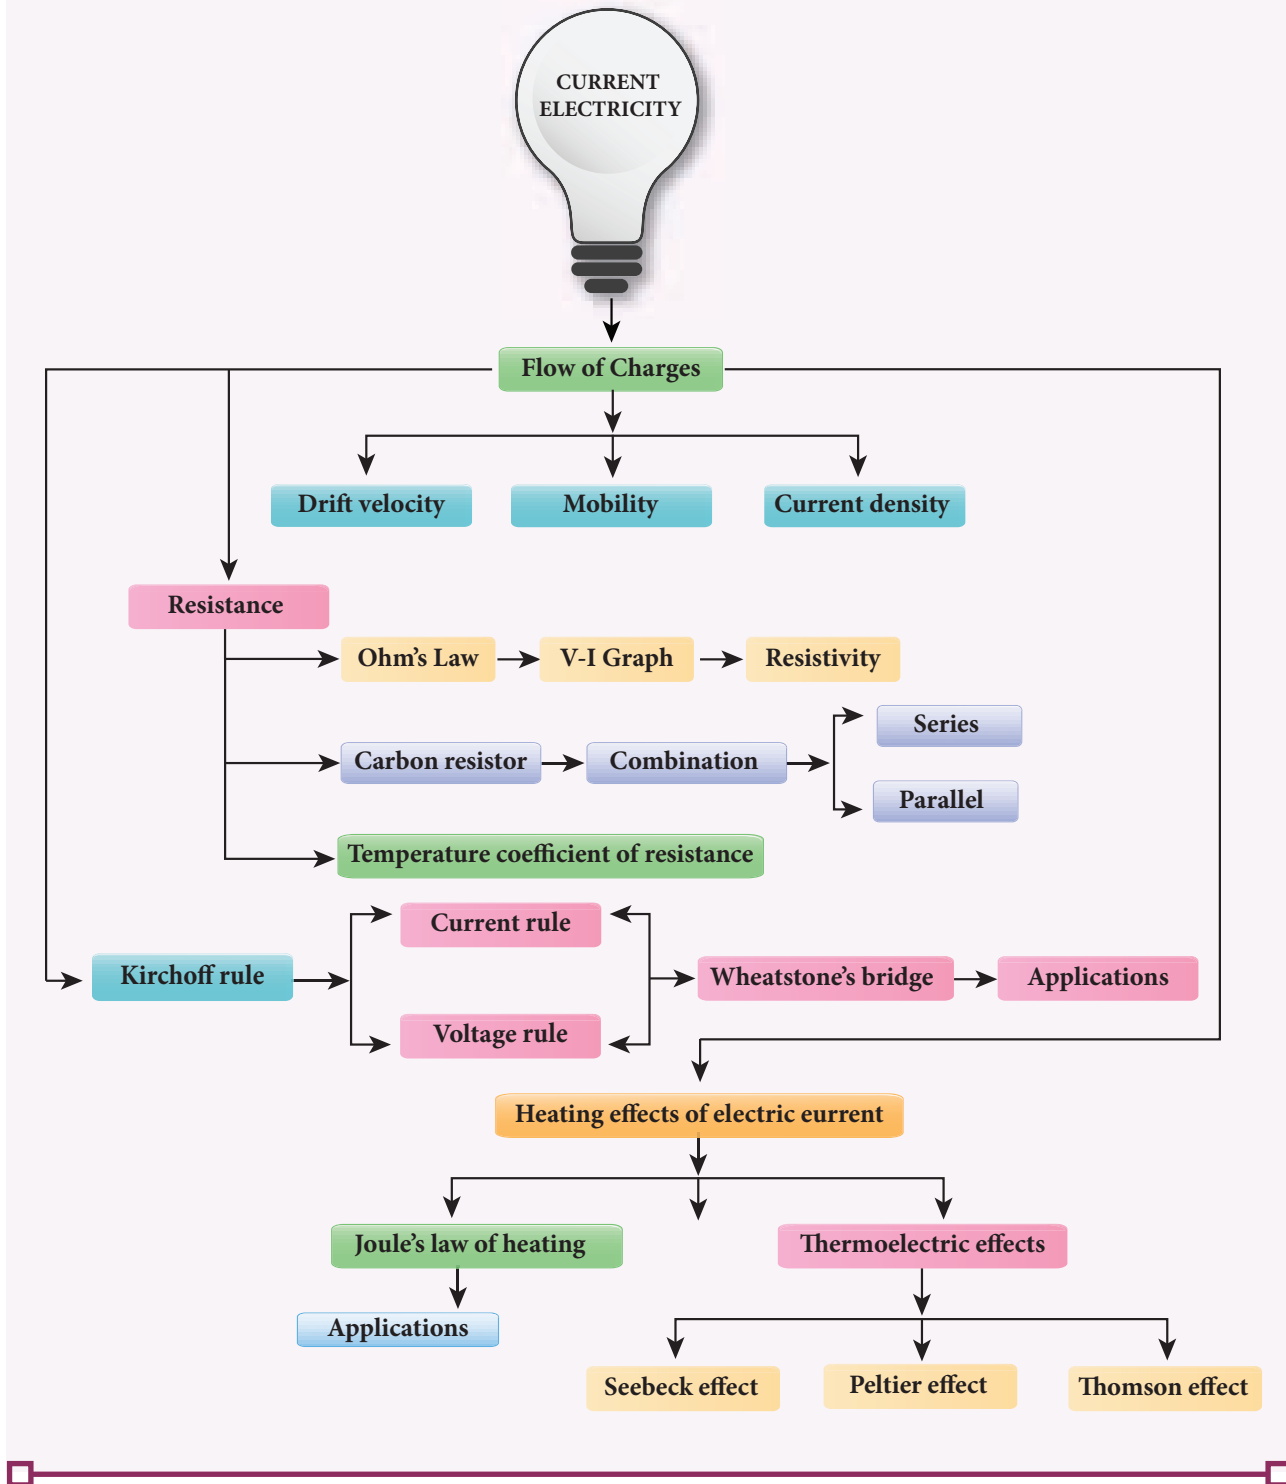 CURRENT
ELECTRICITY
Flow of Charges
Drift velocity
Mobility
Current density
Resistance
Ohm's Law
V-I Graph
Resistivity
Series
Carbon resistor
Combination
Parallel
Temperature coefficient of resistance
Current rule
Kirchoff rule
Wheatstone's bridge
Applications
Voltage rule
Heating effects of electric eurrent
Joule's law of heating
Thermoelectric effects
Applications
Seebeck effect
Peltier effect
Thomson effect